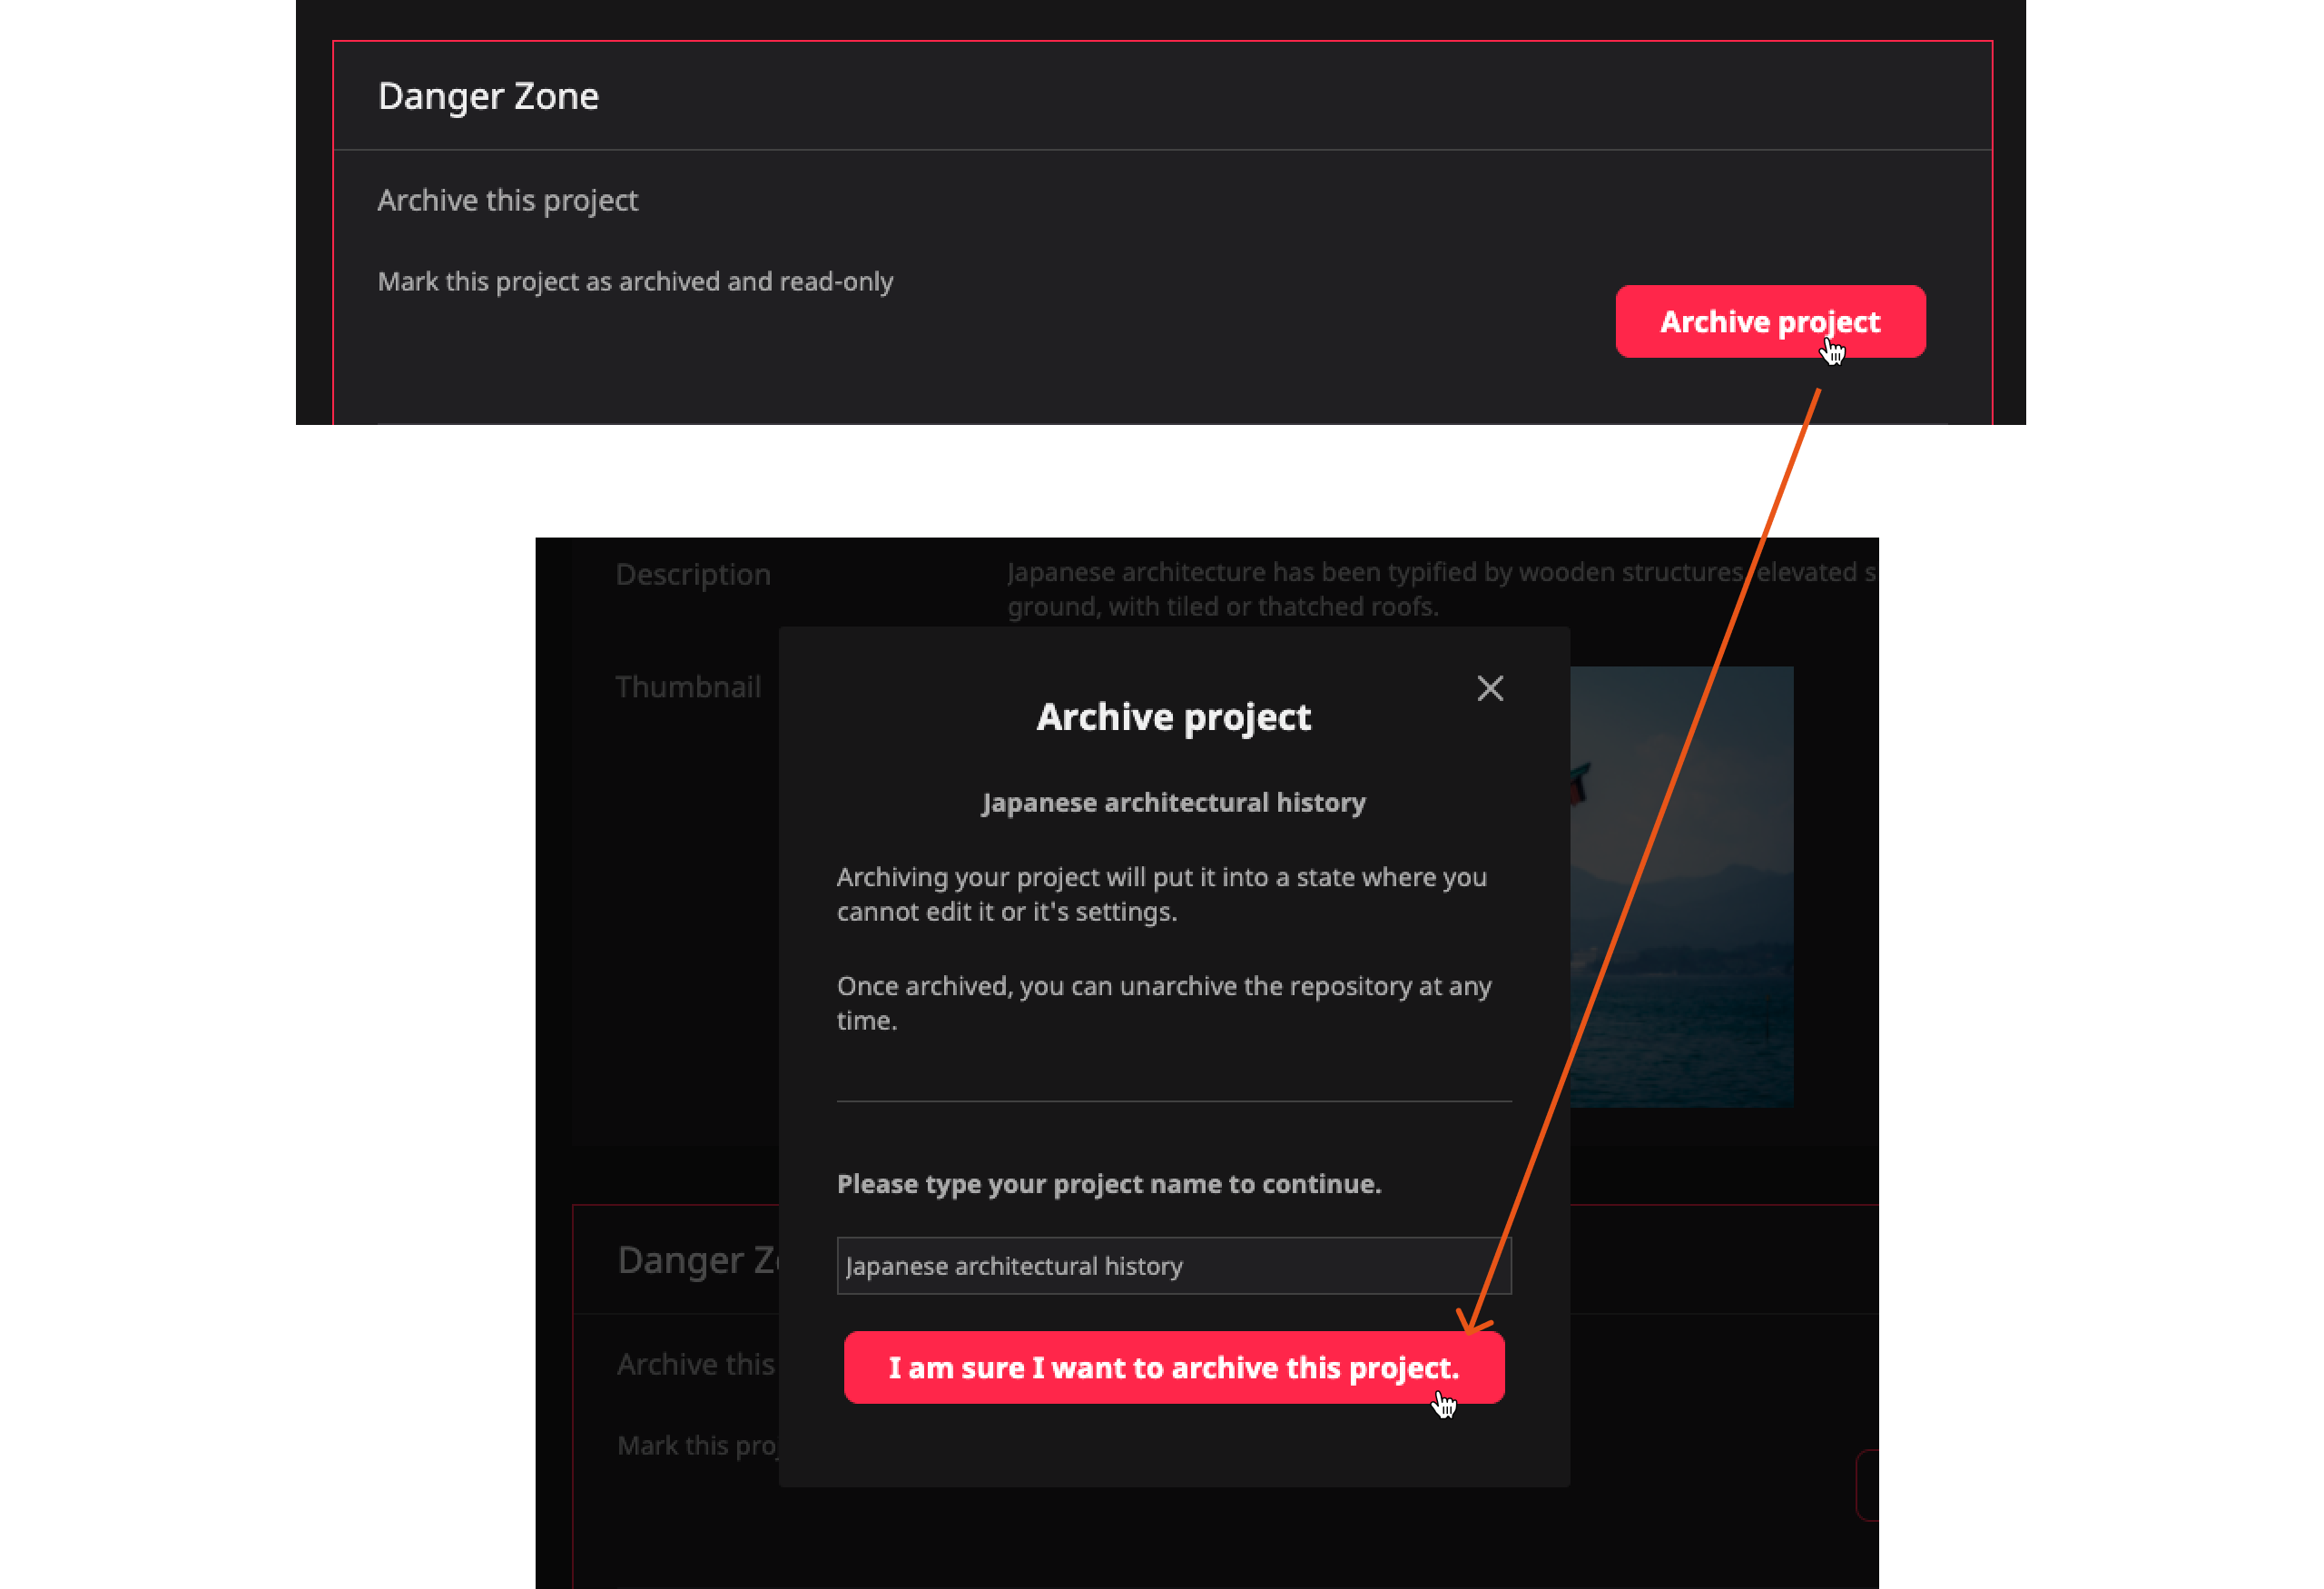 Danger Zone
Archive this project
Mark this project as archived and read-only
Archive project
Description
Japanese architecture has been typified by wooden structures, elevated s
ground, with tiled or thatched roofs.
Thumbnail
Archive project
Japanese architectural history
Archiving your project will put it into a state where you
cannot edit it or it's settings.
Once archived, you can unarchive the repository at any
time.
Please type your project name to continue.
Japanese architectural history
I am sure I want to archive this project.
Danger Zo
Archive this
Mark this proj